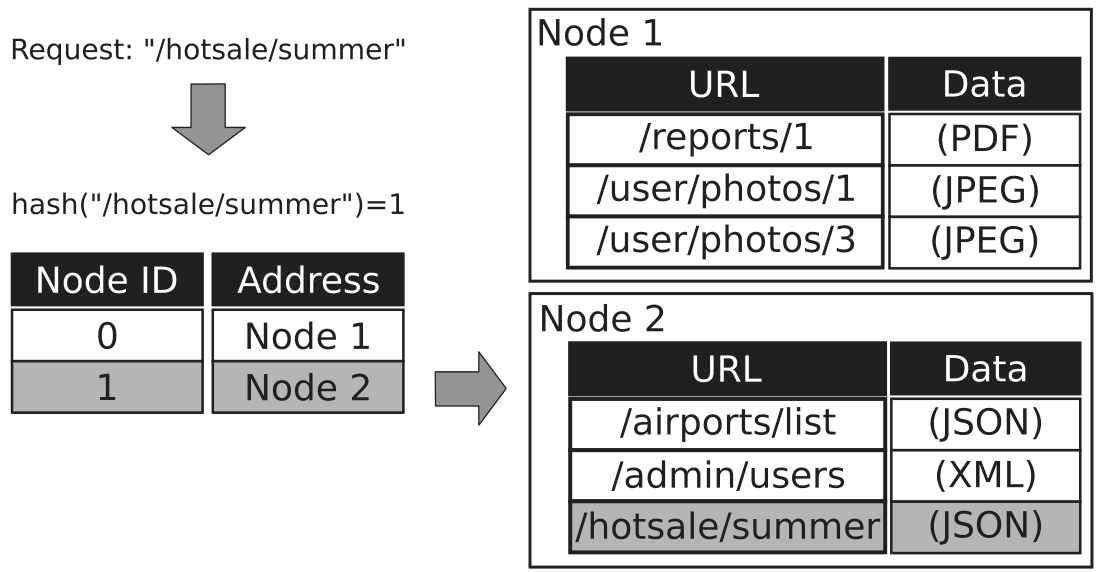 Request: "/hotsale/summer"
hash("/hotsale/summer")=1
Node ID Address
0 Node 1
1 Node 2
Node 1
URL Data
/reports/1 (PDF)
/user/photos/1 (JPEG)
/user/photos/3 (JPEG)
Node 2
URL Data
/airports/list (JSON)
/admin/users (XML)
/hotsale/summer (JSON)